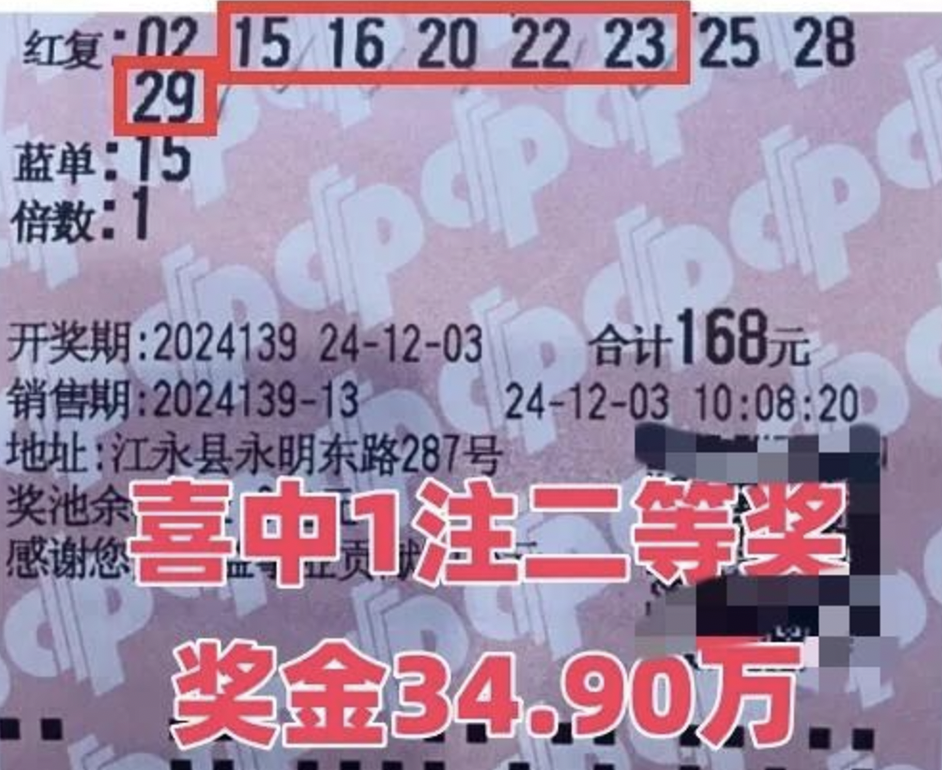 红复:02 15 16 20 22 23 25 28
29
蓝单:15
倍数:1
开奖期:2024139 24-12-03 合计168元
销售期:2024139-13 24-12-03 10:08:20
地址:江永县永明东路287号
奖池余
感谢您
喜中1注二等奖
奖金34.90万